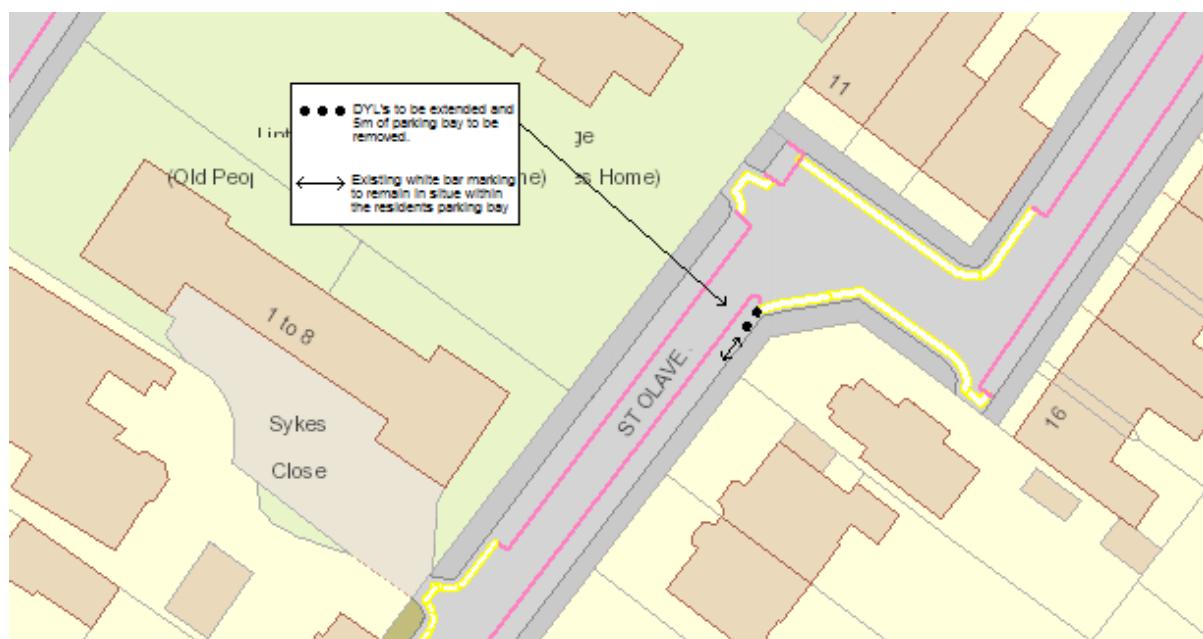 11
DYL's to be extended and
5m of parking bay to be
removed.
ge
(Old Peop
s Home)
Existing white bar marking
to remain in situe within
the residents parking bay
1 to 8
ST OLAVE
Sykes
Close
16